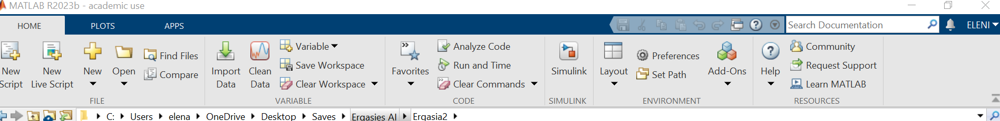 MATLAB R2023b - academic use
HOME PLOTS APPS Search Documentation ELENI
New Script
New Live Script
New
Open
Find Files
Compare
FILE
Import Data
Clean Data
Variable
Save Workspace
Clear Workspace
VARIABLE
Favorites
Analyze Code
Run and Time
Clear Commands
CODE
Simulink
SIMULINK
Layout
Preferences
Set Path
Add-Ons
ENVIRONMENT
Help
Community
Request Support
Learn MATLAB
RESOURCES
C: Users elena OneDrive Desktop Saves Ergasies AI Ergasia2